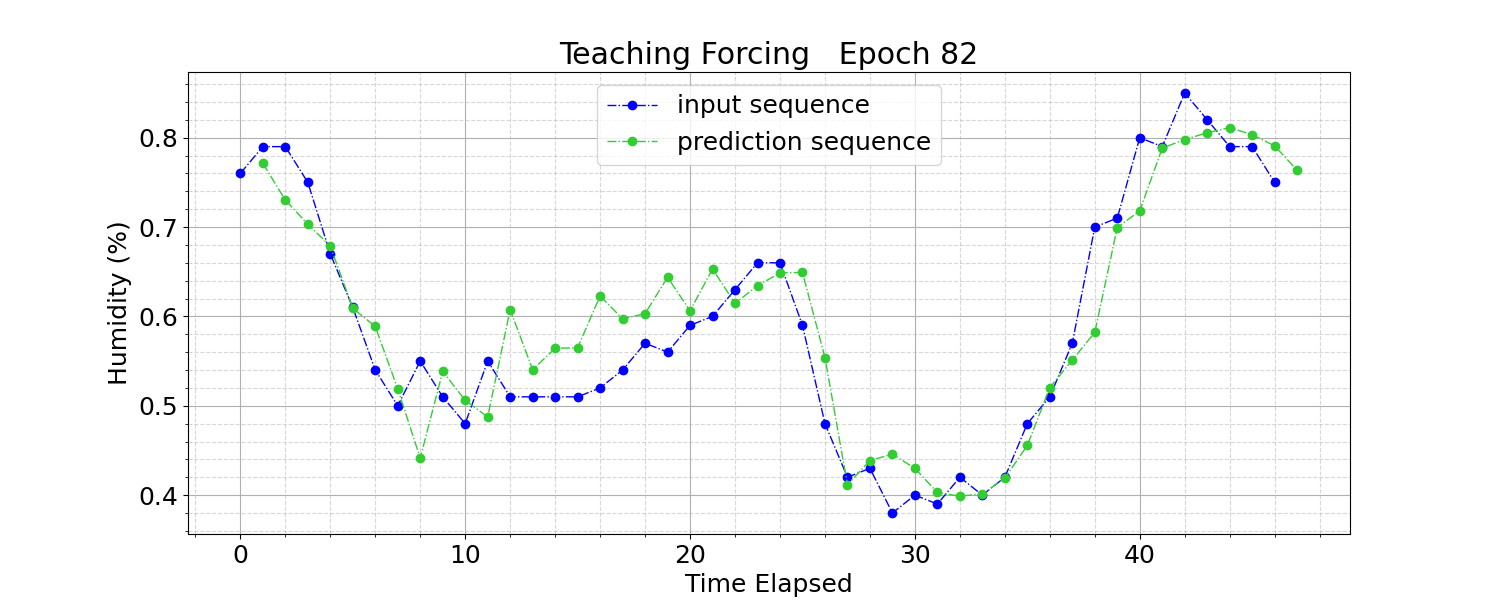 Teaching Forcing   Epoch 82
input sequence
prediction sequence
Humidity (%)
0.8
0.7
0.6
0.5
0.4
0 10 20 30 40
Time Elapsed